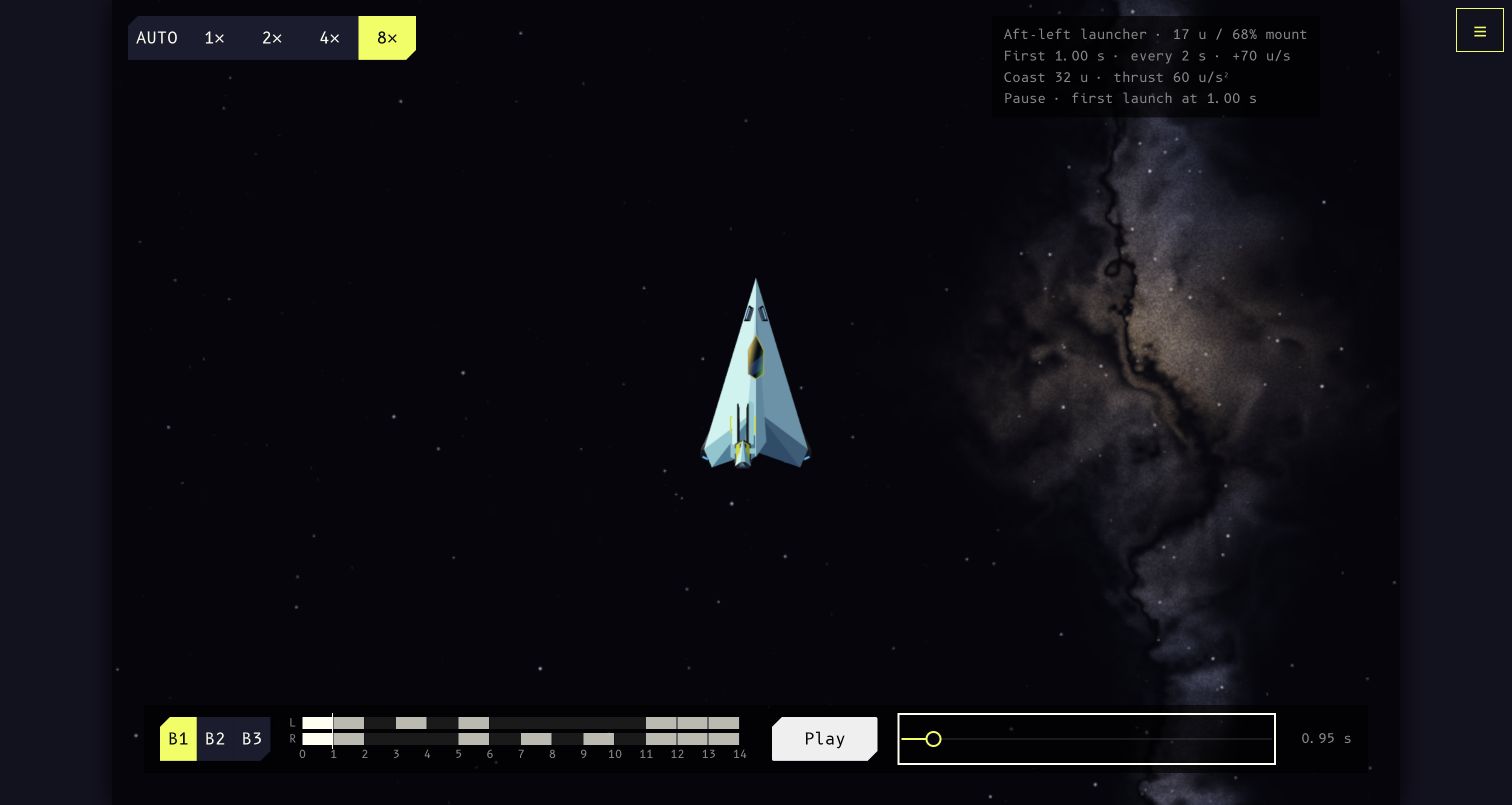 AUTO 1× 2× 4× 8×
Aft-left launcher · 17 u / 68% mount
First 1.00 s · every 2 s · +70 u/s
Coast 32 u · thrust 60 u/s²
Pause · first launch at 1.00 s
B1 B2 B3
L
R
0 1 2 3 4 5 6 7 8 9 10 11 12 13 14
Play
0.95 s